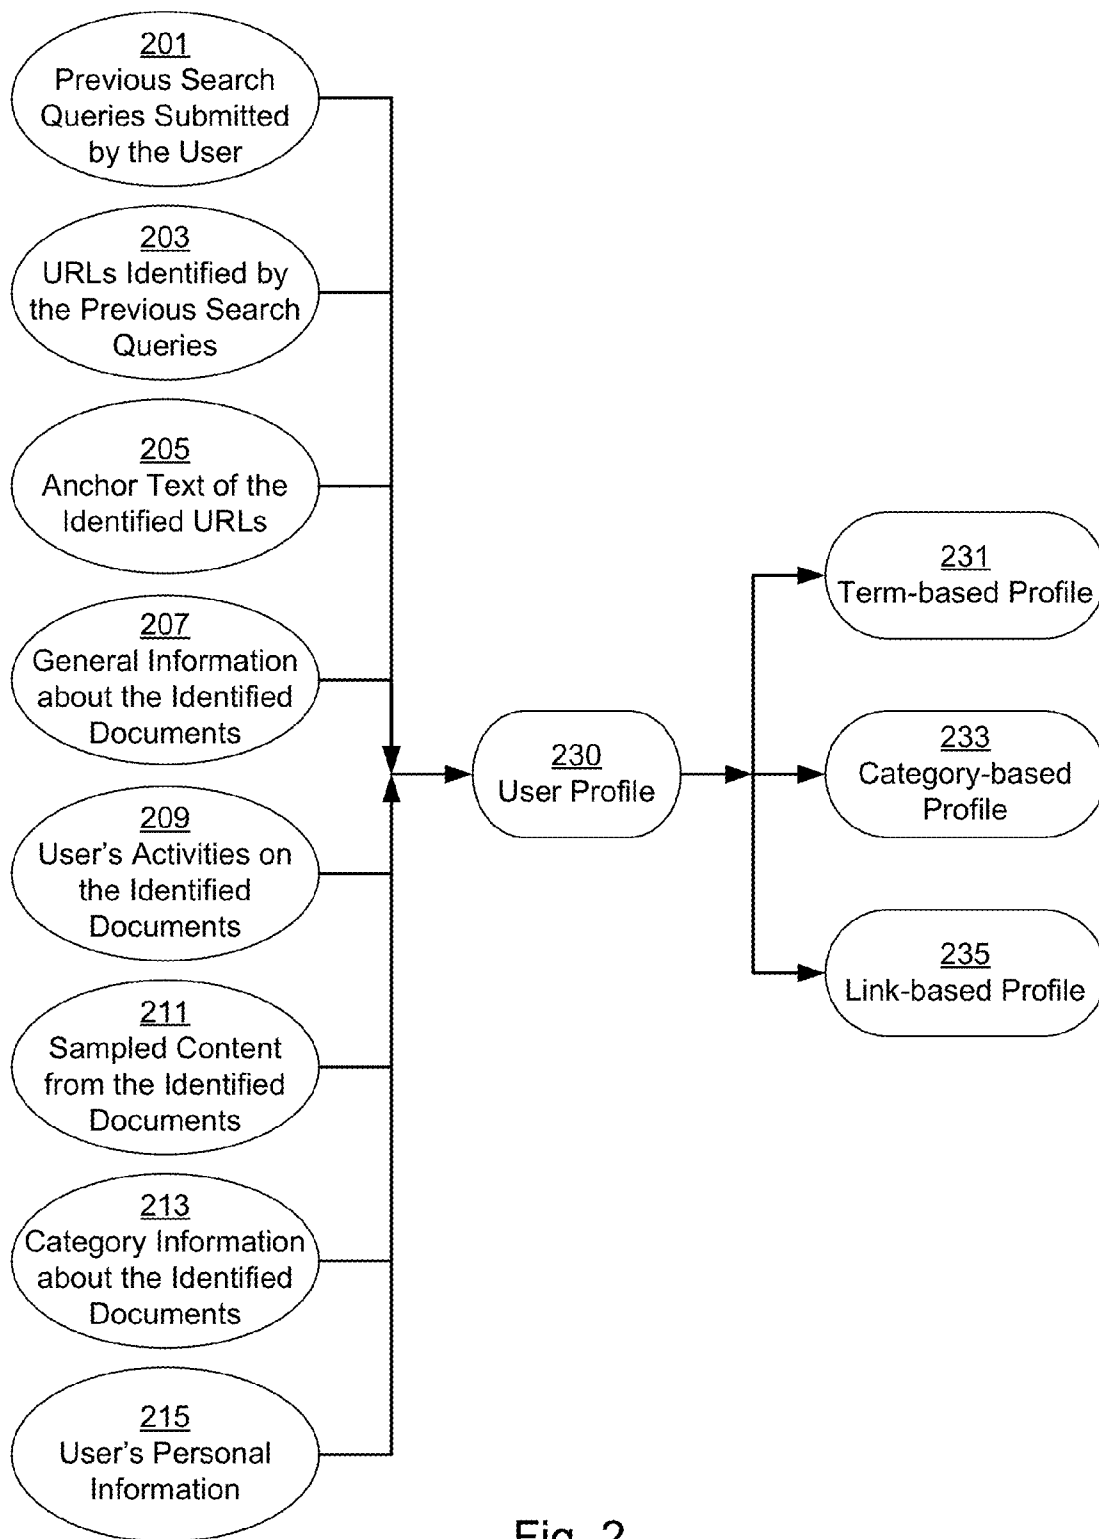 201
Previous Search
Queries Submitted
by the User
203
URLs Identified by
the Previous Search
Queries
205
Anchor Text of the
Identified URLs
207
General Information
about the Identified
Documents
209
User's Activities on
the Identified
Documents
211
Sampled Content
from the Identified
Documents
213
Category Information
about the Identified
Documents
215
User's Personal
Information
230
User Profile
231
Term-based Profile
233
Category-based
Profile
235
Link-based Profile
Fig. 2